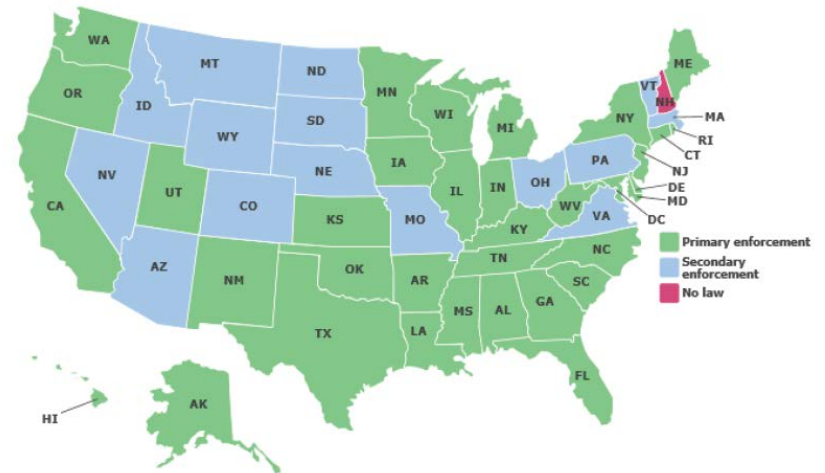 WA
MT
ND
MN
ME
VT
NH
OR
ID
SD
WI
MI
NY
MA
RI
CT
WY
NE
IA
PA
NJ
NV
UT
CO
IL
IN
OH
DE
MD
CA
KS
MO
WV
VA
DC
KY
AZ
NM
OK
AR
TN
NC
Primary enforcement
Secondary
enforcement
No law
SC
TX
LA
MS
AL
GA
FL
HI
AK